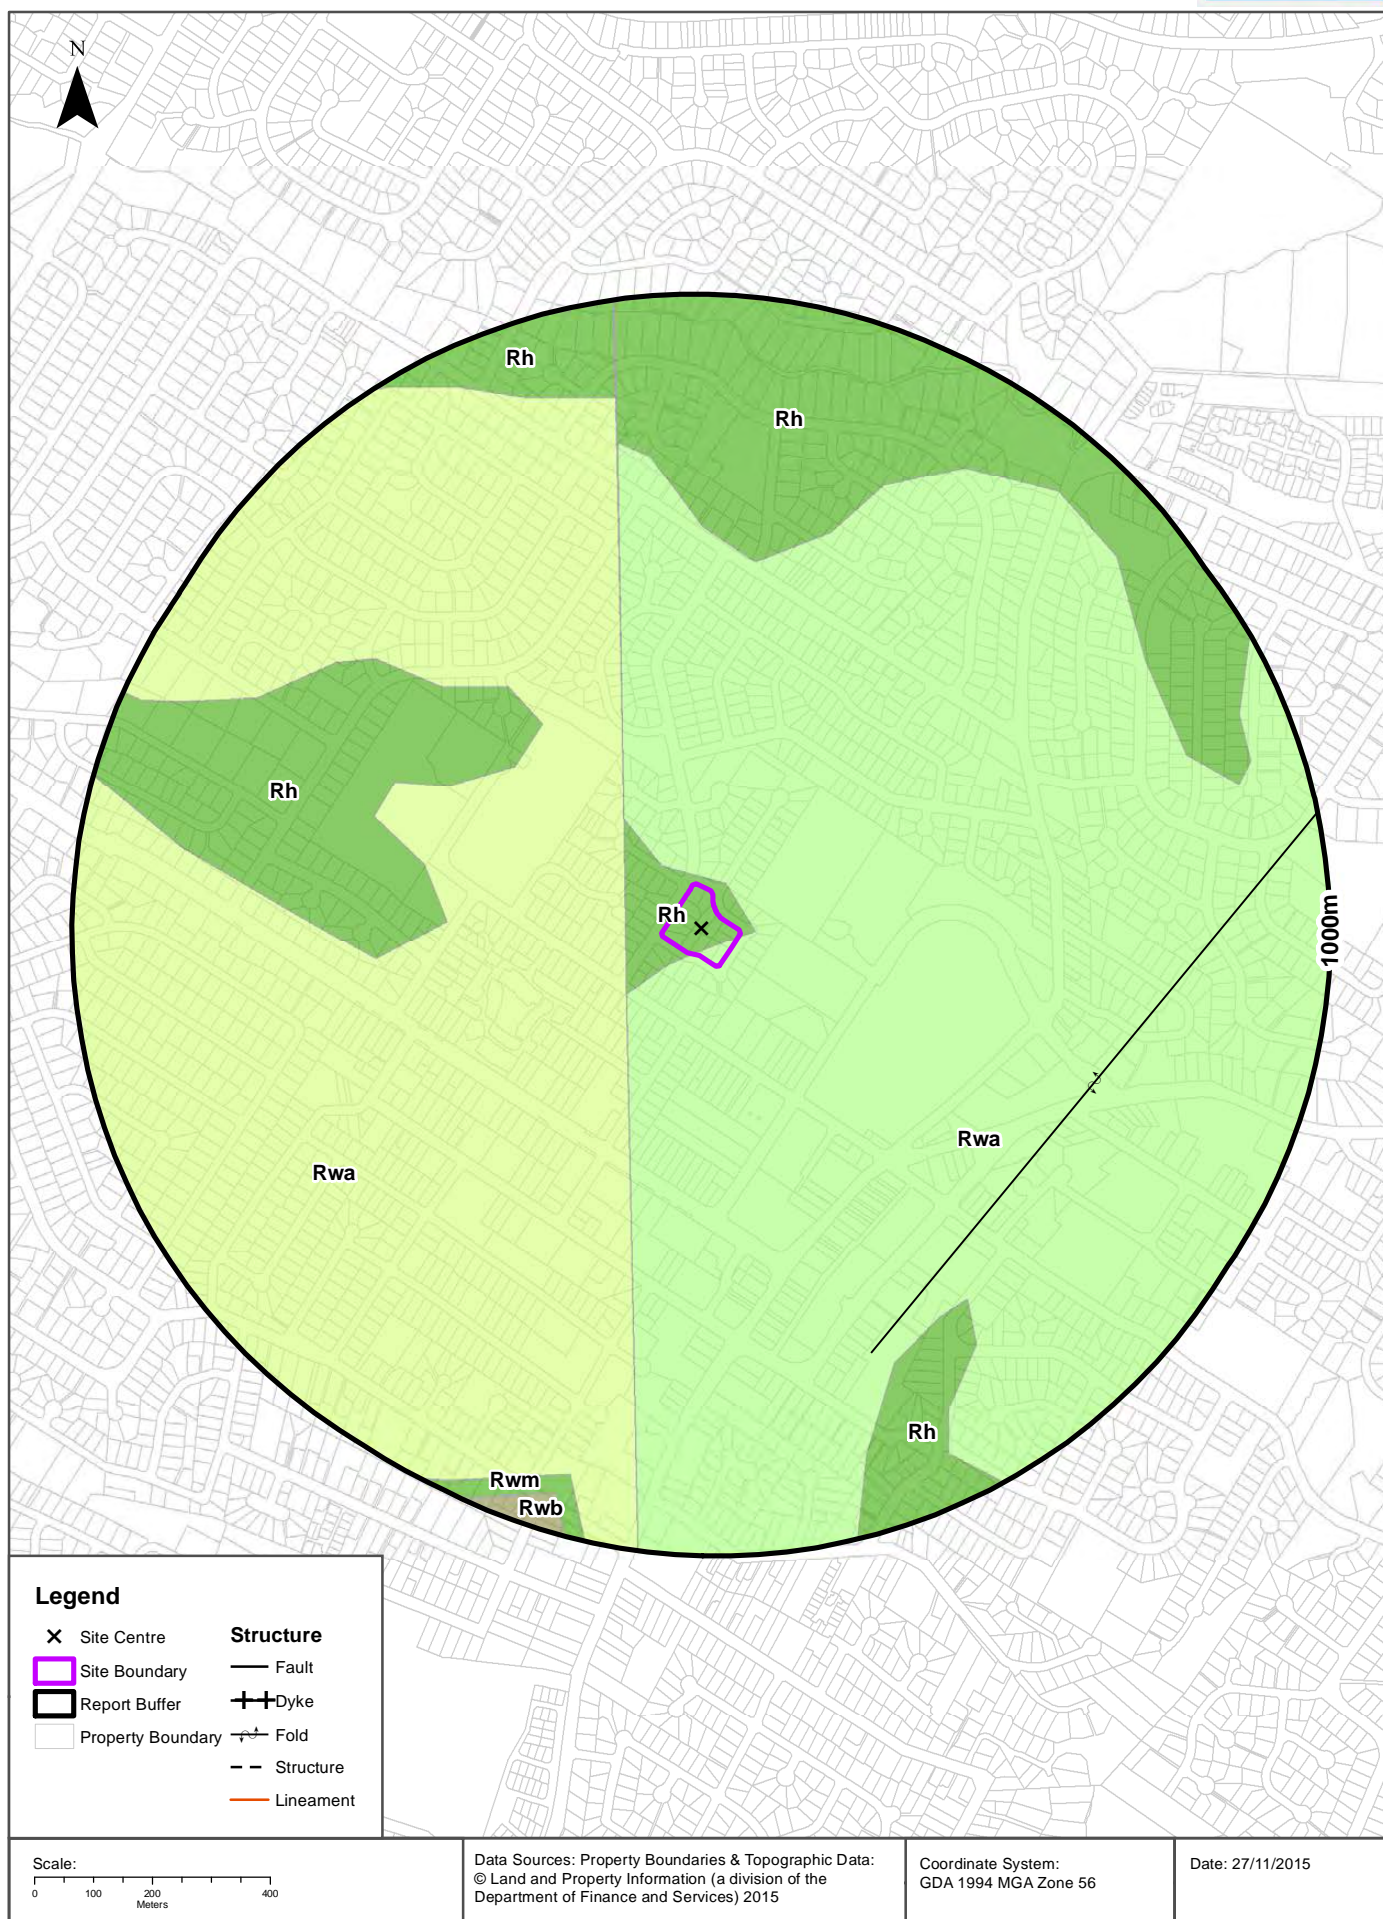 N
Rh
Rh
Rh
Rh
1000m
Rwa
Rwa
Rh
Rwm
Rwb
Legend
Site Centre
Site Boundary
Report Buffer
Property Boundary
Structure
Fault
Dyke
Fold
Structure
Lineament
Scale:
0 100 200 400
Meters
Data Sources: Property Boundaries & Topographic Data:
© Land and Property Information (a division of the
Department of Finance and Services) 2015
Coordinate System:
GDA 1994 MGA Zone 56
Date: 27/11/2015